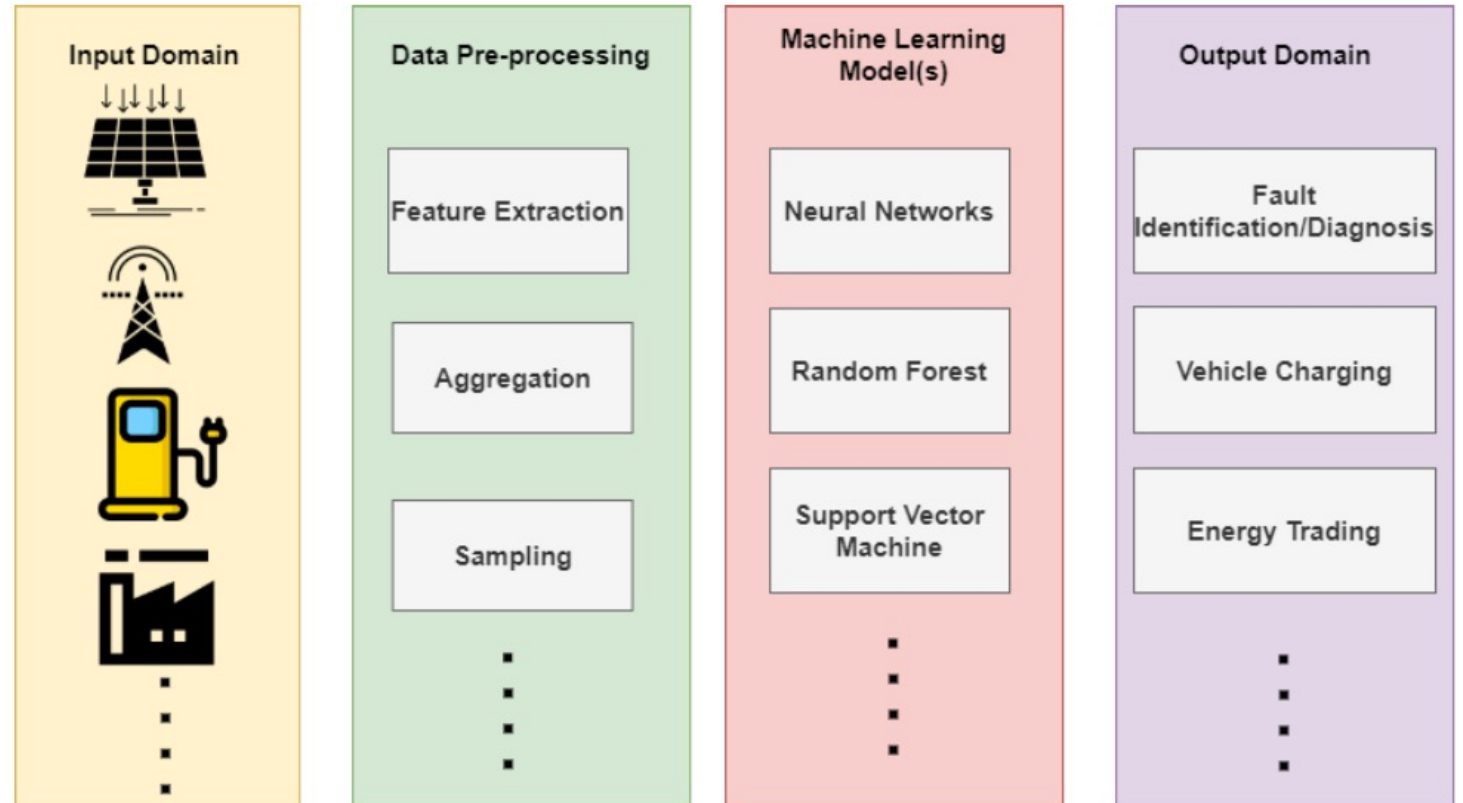 Input Domain
Data Pre-processing
Feature Extraction
Aggregation
Sampling
Machine Learning
Model(s)
Neural Networks
Random Forest
Support Vector
Machine
Output Domain
Fault
Identification/Diagnosis
Vehicle Charging
Energy Trading